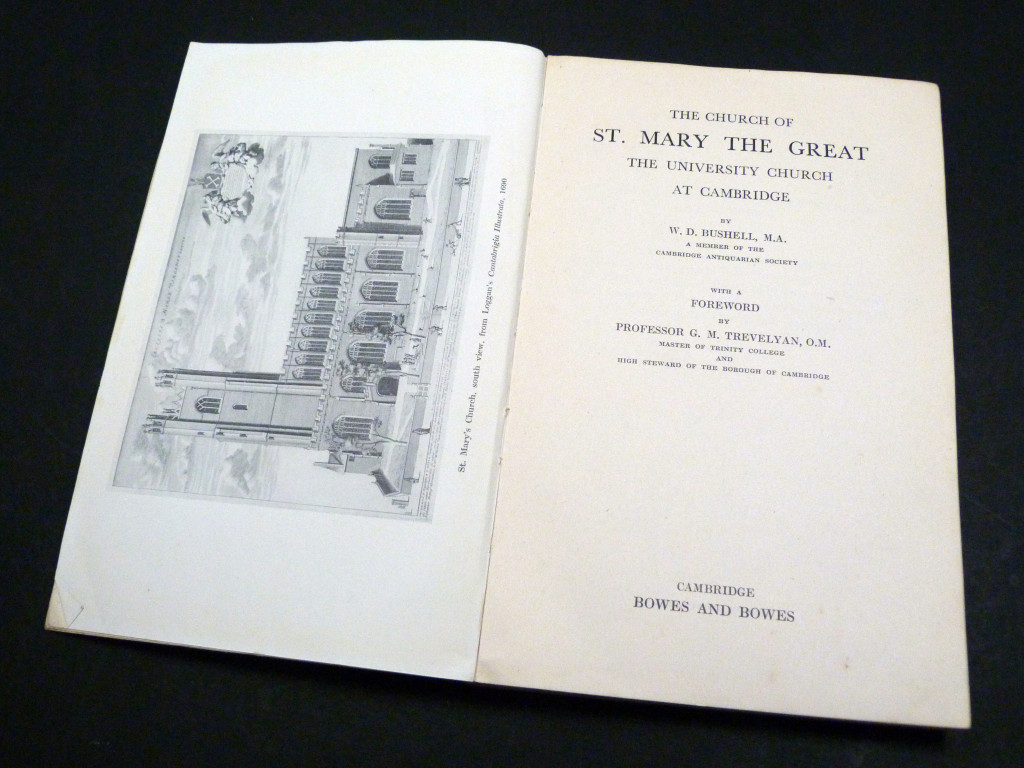 St. Mary's Church, south view, from Loggan's Cantabrigia Illustrata, 1690
THE CHURCH OF
ST. MARY THE GREAT
THE UNIVERSITY CHURCH
AT CAMBRIDGE
BY
W. D. BUSHELL, M.A.
A MEMBER OF THE
CAMBRIDGE ANTIQUARIAN SOCIETY
WITH A
FOREWORD
BY
PROFESSOR G. M. TREVELYAN, O.M.
MASTER OF TRINITY COLLEGE
AND
HIGH STEWARD OF THE BOROUGH OF CAMBRIDGE
CAMBRIDGE
BOWES AND BOWES